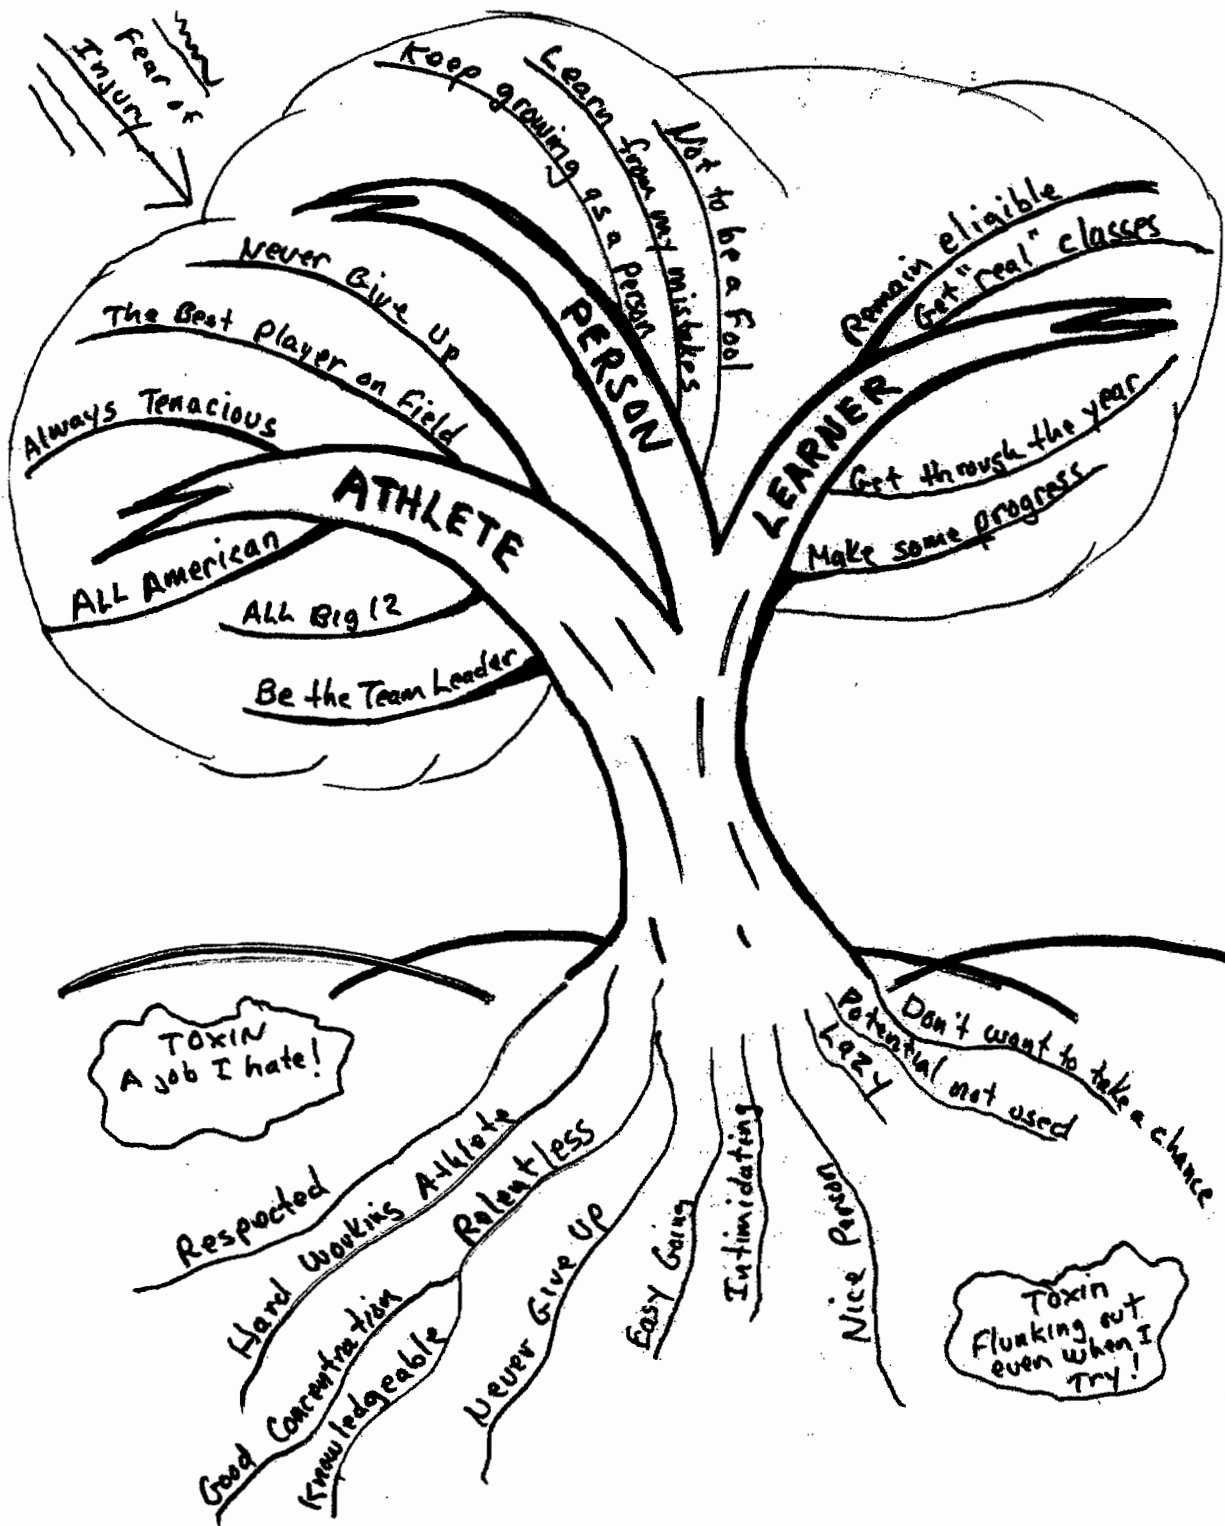 Fear of
Injury
Keep growing as a person
Learn from my mistakes
Not to be a Fool
PERSON
Never Give Up
The Best Player on Field
Always Tenacious
ATHLETE
ALL American
ALL Big 12
Be the Team Leader
Remain eligible
Get "real" classes
LEARNER
Get through the year
Make some progress
TOXIN
A job I hate!
Respected
Hard Working Athlete
Relentless
Good Concentration
Knowledgeable
Never Give Up
Easy Going
Intimidating
Nice Person
Lazy
Potential not used
Don't want to take a chance
Toxin
Flunking out
even when I
Try!